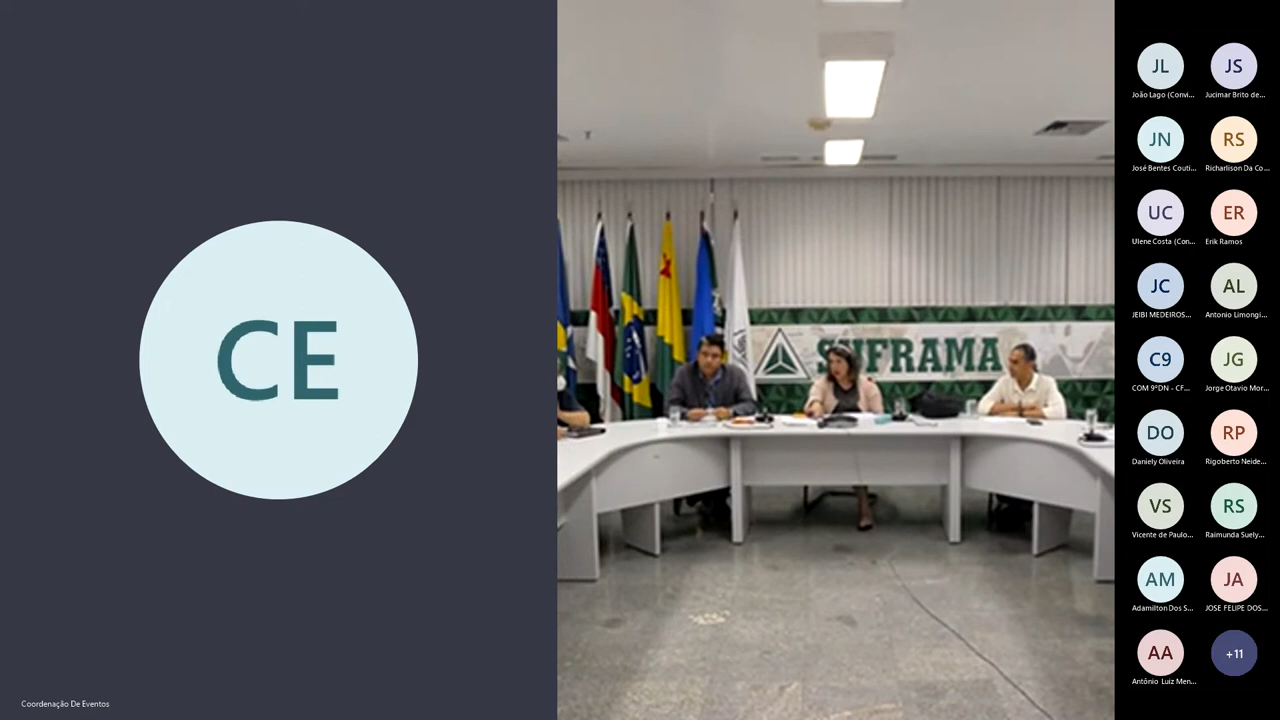 CE
Coordenação De Eventos
SUFRAMA
JL
João Lago (Convi...
JS
Jucimar Brito de...
JN
José Bentes Couti...
RS
Richarlison Da Co...
UC
Ulene Costa (Con...
ER
Erik Ramos
JC
JEIBI MEDEIROS...
AL
Antonio Limongi...
C9
COM 9ºDN - CF...
JG
Jorge Otavio Mor...
DO
Daniely Oliveira
RP
Rigoberto Neide...
VS
Vicente de Paulo...
RS
Raimunda Suely...
AM
Adamilton Dos S...
JA
JOSE FELIPE DOS...
AA
Antônio Luiz Men...
+11